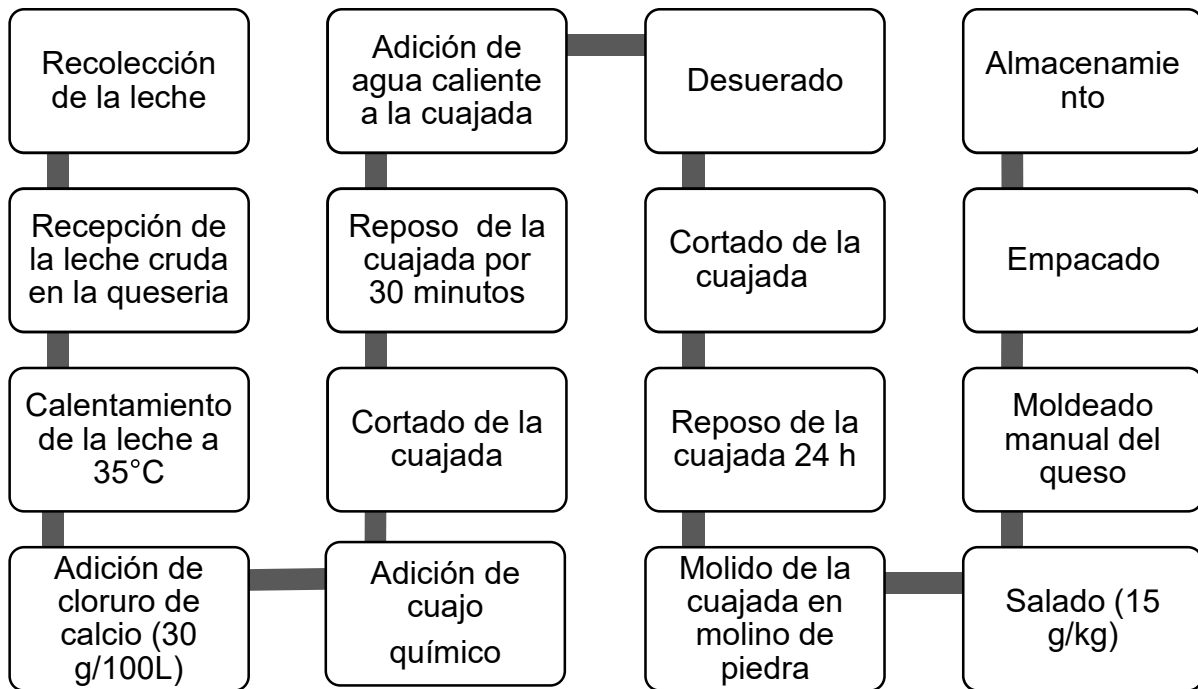 Recolección
de la leche
Recepción de
la leche cruda
en la queseria
Calentamiento
de la leche a
35°C
Adición de
cloruro de
calcio (30
g/100L)
Adición de
cuajo
químico
Cortado de la
cuajada
Reposo de la
cuajada por
30 minutos
Adición de
agua caliente
a la cuajada
Desuerado
Cortado de la
cuajada
Reposo de la
cuajada 24 h
Molido de la
cuajada en
molino de
piedra
Salado (15
g/kg)
Moldeado
manual del
queso
Empacado
Almacenamie
nto